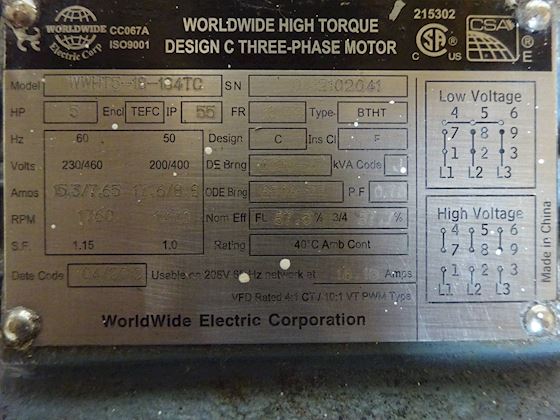 WORLDWIDE Electric Corp
CC067A
ISO9001
WORLDWIDE HIGH TORQUE
DESIGN C THREE-PHASE MOTOR
215302
SA C US
CSA E
Model SN 2102041
HP 5 Encl TEFC IP 55 FR Type BTHT
Hz 60 50 Design C Ins Cl F
Volts 230/460 200/400 DE Brng kVA Code J
Amps ODE Brng P.F
RPM 1760 Nom Eff FL % 3/4 %
S.F. 1.15 1.0 Rating 40°C Amb Cont
Date Code Usable on 208V 60Hz network at Amps
VFD Rated 4:1 CT / 10:1 VT PWM Type
WorldWide Electric Corporation
Low Voltage
4 5 6
7 8 9
1 2 3
L1 L2 L3
High Voltage
4 5 6
7 8 9
1 2 3
L1 L2 L3
Made in China